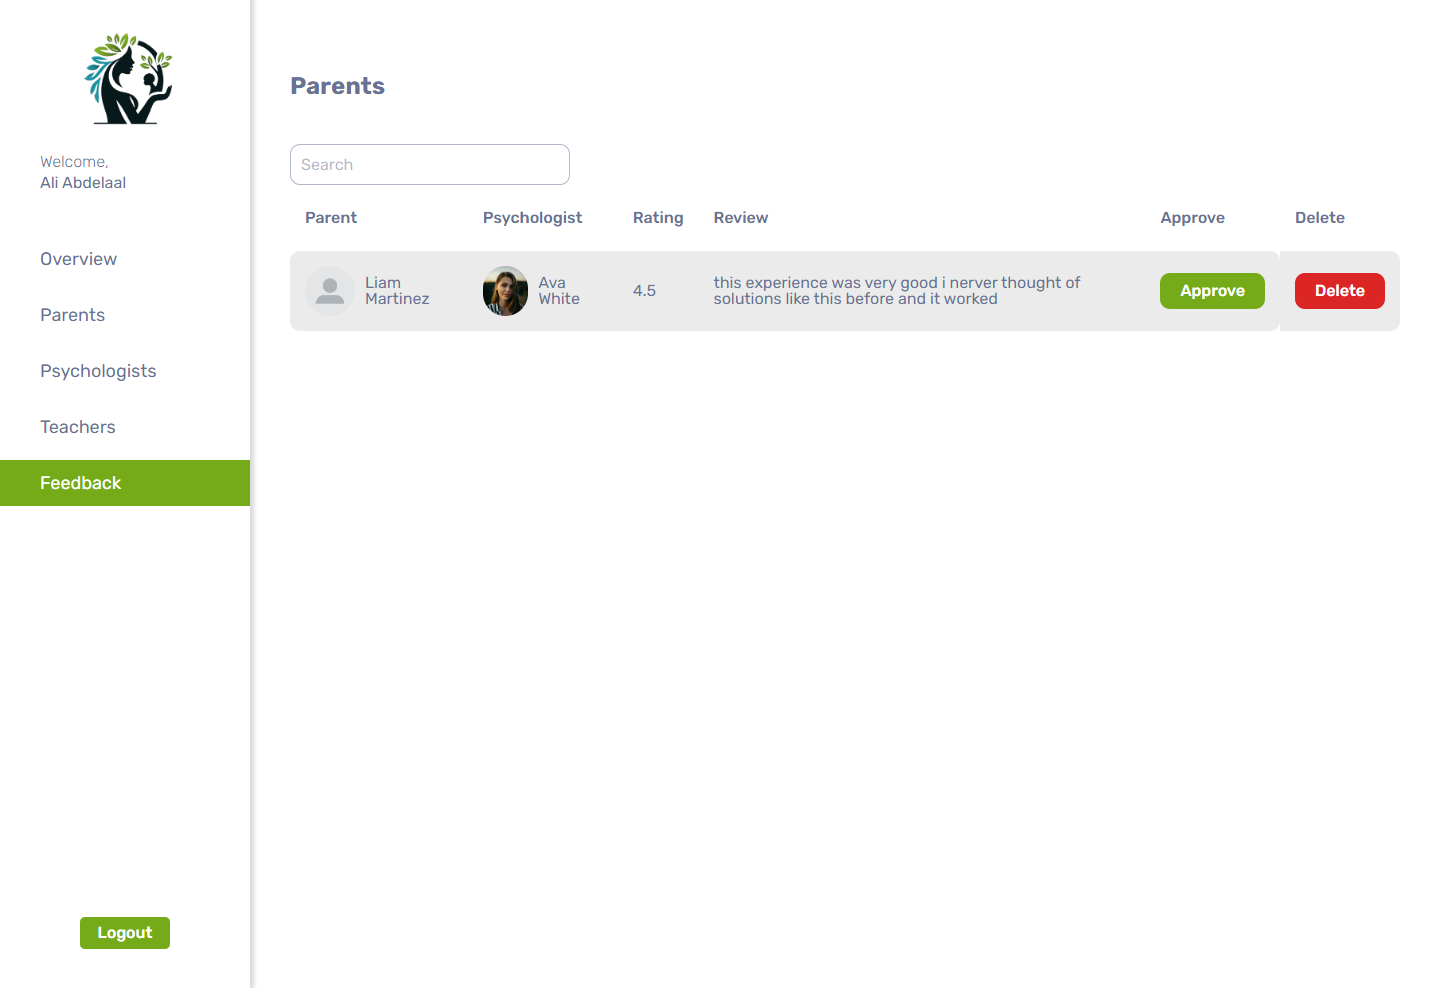 Welcome,
Ali Abdelaal
Overview
Parents
Psychologists
Teachers
Feedback
Logout
Parents
Search
Parent Psychologist Rating Review Approve Delete
Liam
Martinez
Ava
White
4.5
this experience was very good i nerver thought of
solutions like this before and it worked
Approve
Delete